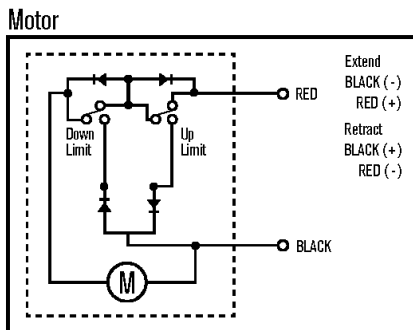 Motor
RED
Extend
BLACK (-)
RED (+)
Retract
BLACK (+)
RED (-)
Down
Limit
Up
Limit
BLACK
M